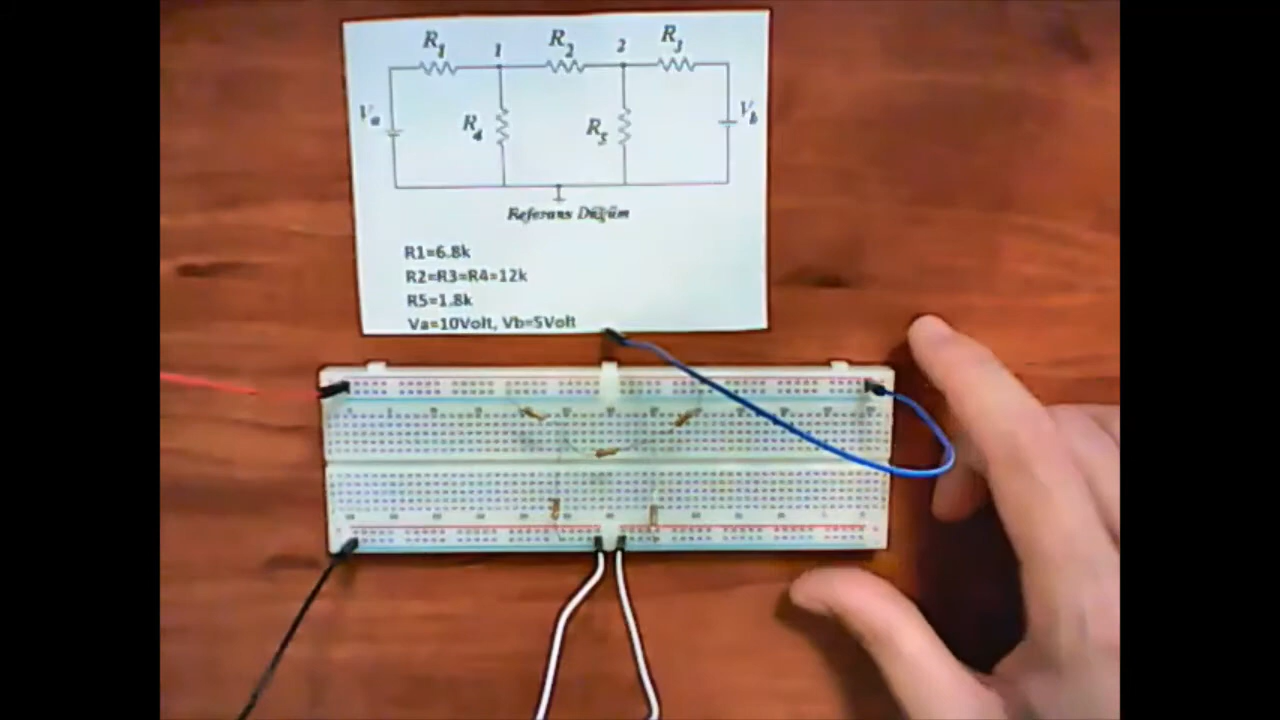 R1 1 R2 2 R3
Va R4 R5 Vb
Referans Düğüm
R1=6.8k
R2=R3=R4=12k
R5=1.8k
Va=10Volt, Vb=5Volt